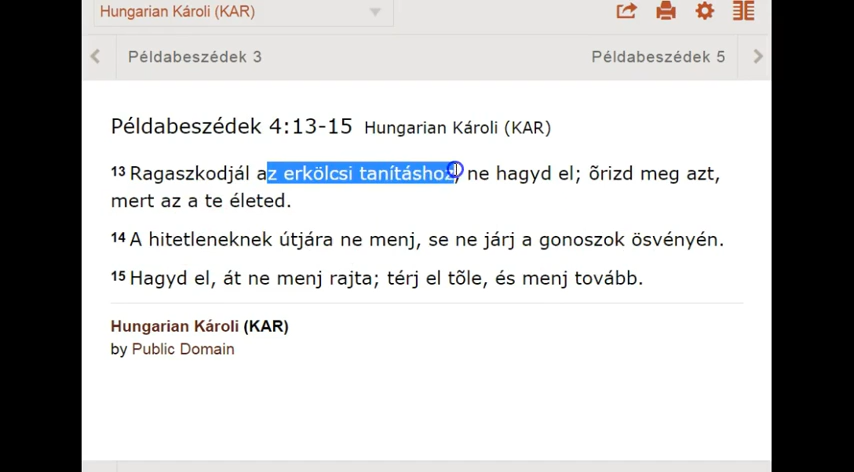 Hungarian Károli (KAR)
Példabeszédek 3
Példabeszédek 5
Példabeszédek 4:13-15 Hungarian Károli (KAR)
13 Ragaszkodjál az erkölcsi tanításhoz, ne hagyd el; õrizd meg azt,
mert az a te életed.
14 A hitetleneknek útjára ne menj, se ne járj a gonoszok ösvényén.
15 Hagyd el, át ne menj rajta; térj el tõle, és menj tovább.
Hungarian Károli (KAR)
by Public Domain